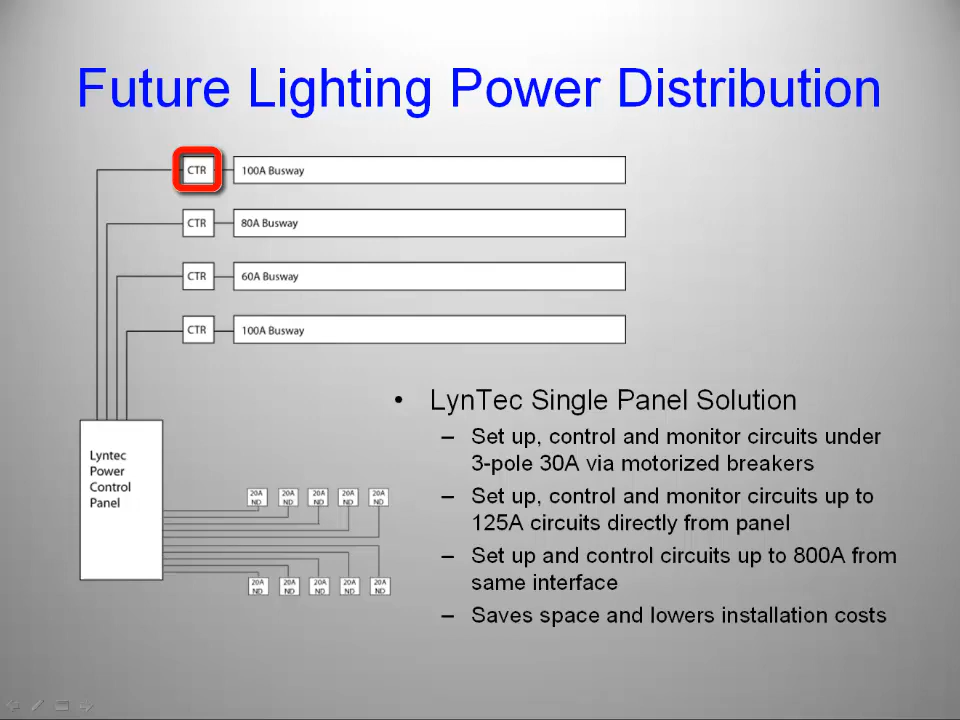 Future Lighting Power Distribution
CTR 100A Busway
CTR 80A Busway
CTR 60A Busway
CTR 100A Busway
• LynTec Single Panel Solution
– Set up, control and monitor circuits under
3-pole 30A via motorized breakers
– Set up, control and monitor circuits up to
125A circuits directly from panel
– Set up and control circuits up to 800A from
same interface
– Saves space and lowers installation costs
Lyntec
Power
Control
Panel
20A 20A 20A 20A 20A
ND ND ND ND ND
20A 20A 20A 20A 20A
ND ND ND ND ND